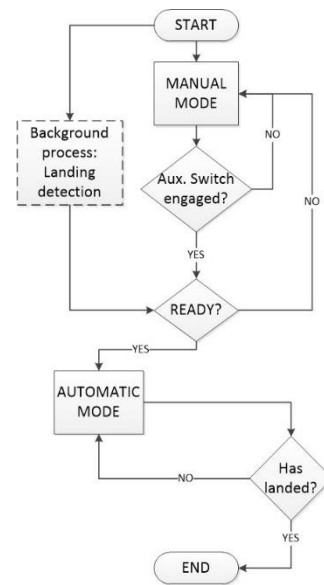 START
MANUAL
MODE
Background
process:
Landing
detection
NO
Aux. Switch
engaged?
NO
YES
READY?
YES
AUTOMATIC
MODE
NO
Has
landed?
YES
END